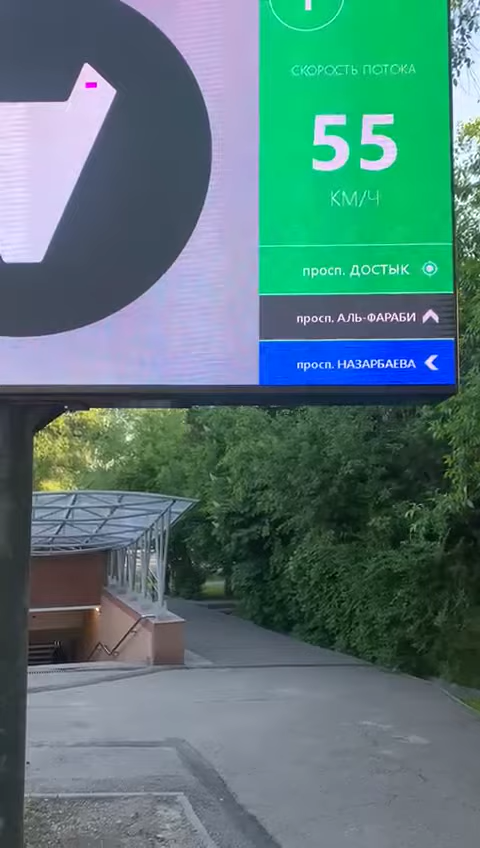 СКОРОСТЬ ПОТОКА
55
КМ/Ч
просп. ДОСТЫК
просп. АЛЬ-ФАРАБИ
просп. НАЗАРБАЕВА